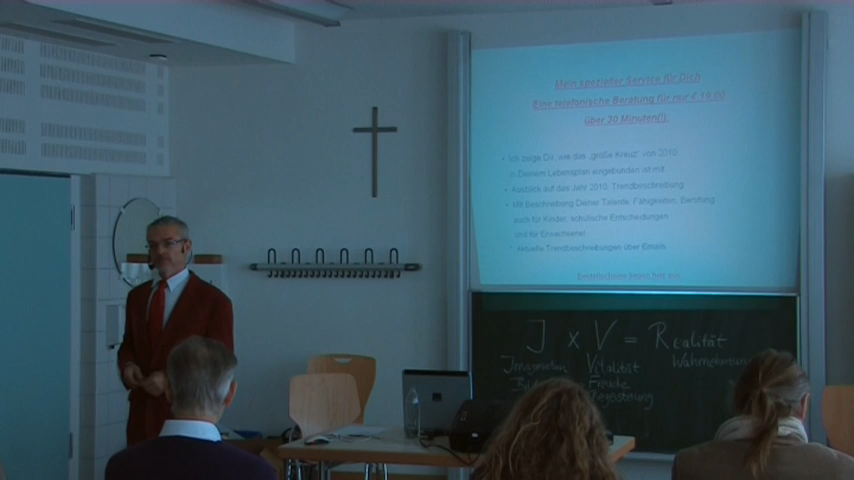 Mein spezieller Service für Dich
Eine telefonische Beratung für nur € 19,00
über 30 Minuten(!):
• Ich zeige Dir, wie das „große Kreuz" von 2010
in Deinem Lebensplan eingebunden ist mit
• Ausblick auf das Jahr 2010, Trendbeschreibung
• Mit Beschreibung Deiner Talente, Fähigkeiten, Berufung
auch für Kinder, schulische Entscheidungen
und für Erwachsene!
• Aktuelle Trendbeschreibungen über Emails
J x V = Realität
Imagination Vitalität Wahrnehmung
Freude
Begeisterung